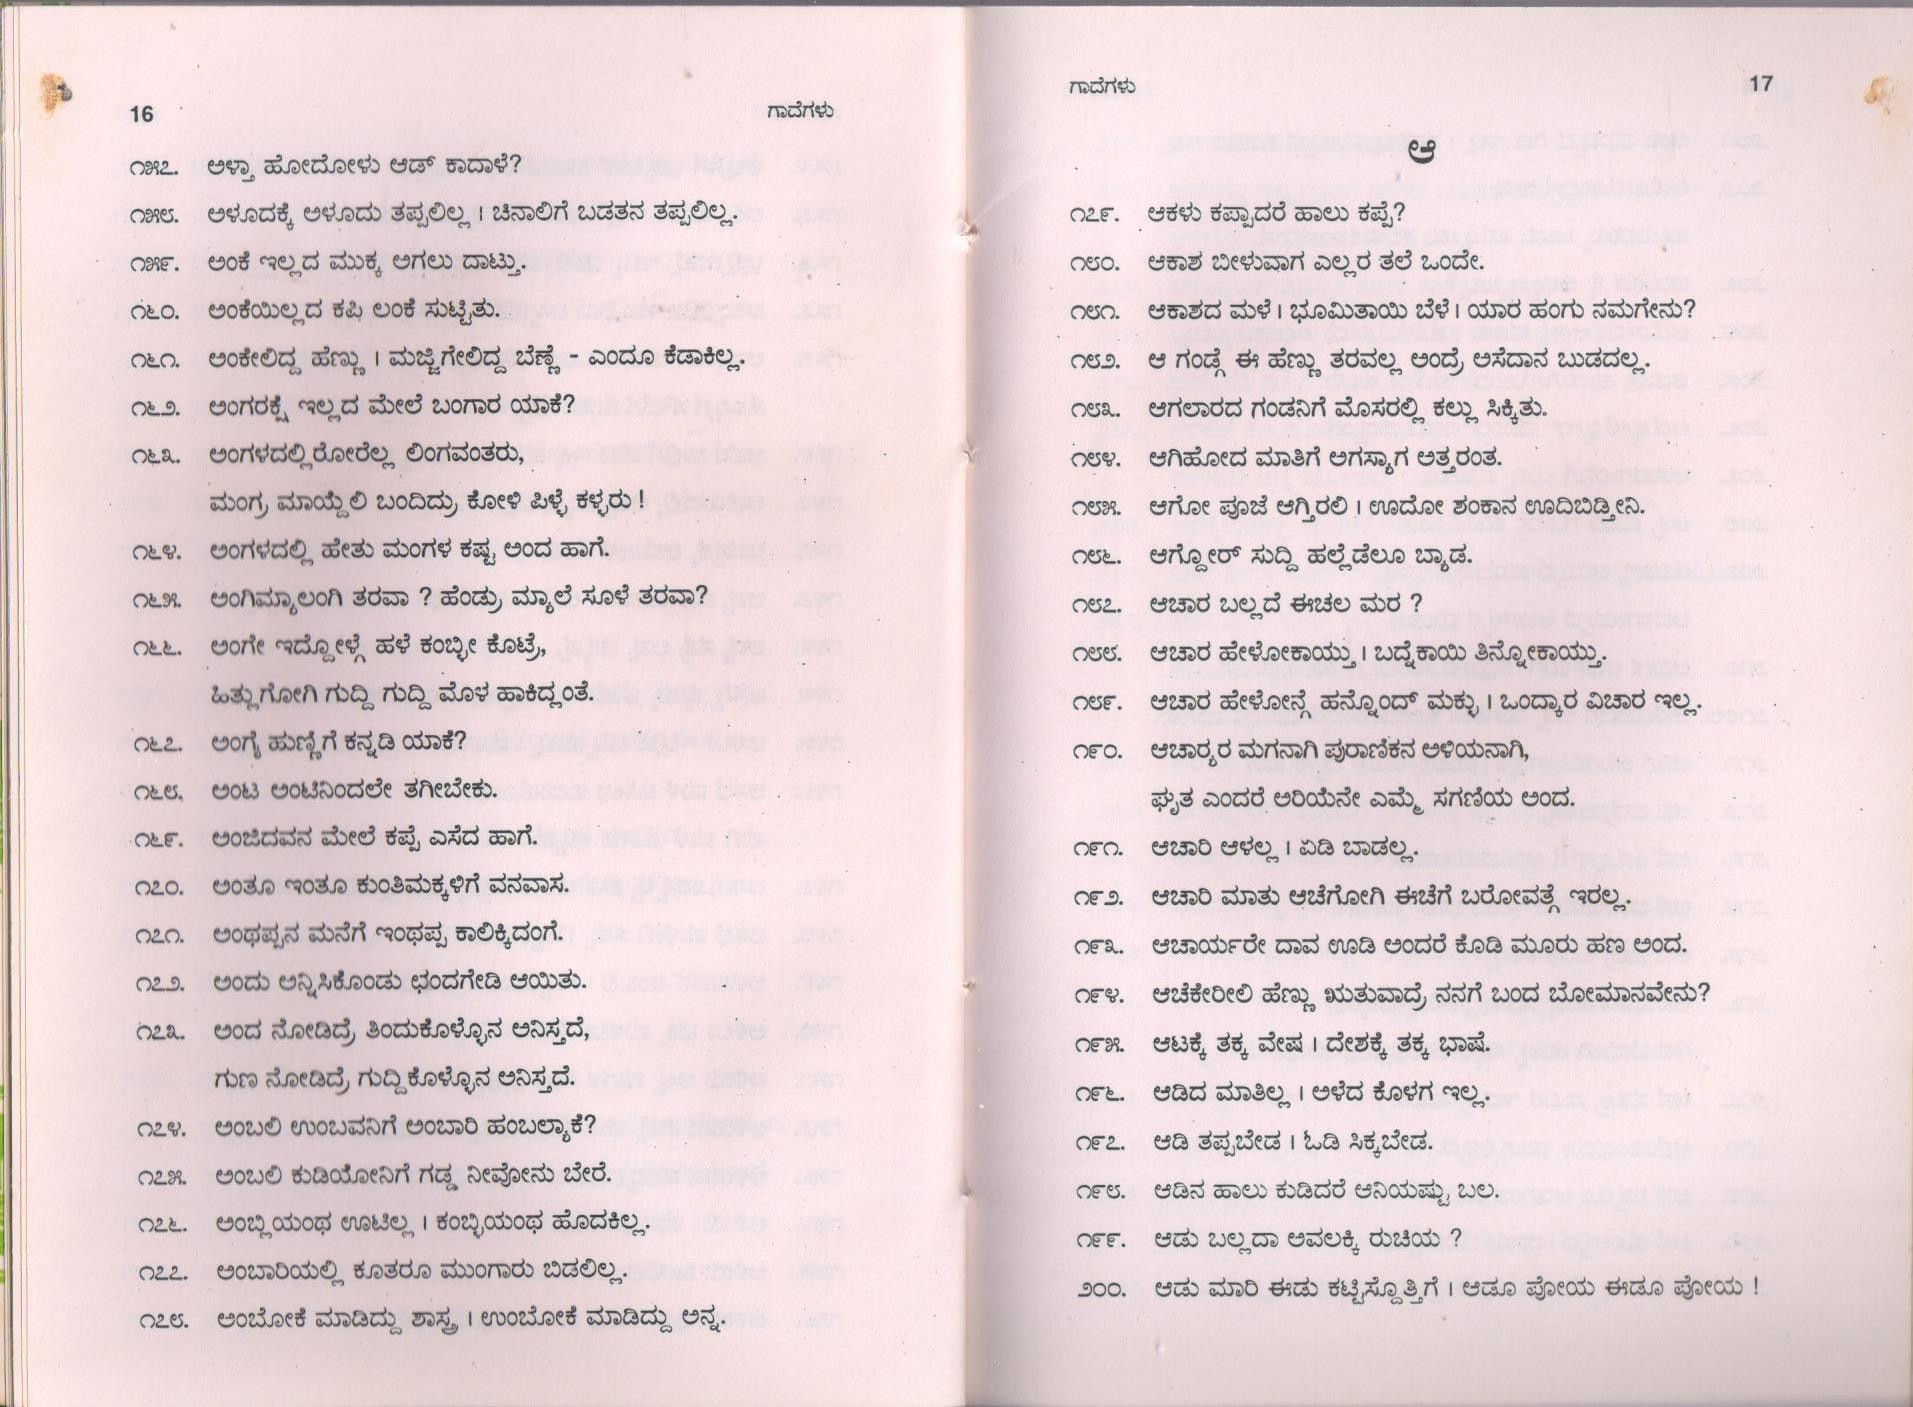 16
ಗಾದೆಗಳು
೧೫೭. ಅಳ್ತಾ ಹೋದೋಳು ಆಡ್ ಕಾದಾಳೆ?
೧೫೮. ಅಳೂದಕ್ಕೆ ಅಳೂದು ತಪ್ಪಲಿಲ್ಲ । ಚಿನಾಲಿಗೆ ಬಡತನ ತಪ್ಪಲಿಲ್ಲ.
೧೫೯. ಅಂಕೆ ಇಲ್ಲದ ಮುಕ್ಕ ಅಗಲು ದಾಟ್ತು.
೧೬೦. ಅಂಕೆಯಿಲ್ಲದ ಕಪಿ ಲಂಕೆ ಸುಟ್ಟಿತು.
೧೬೧. ಅಂಕೇಲಿದ್ದ ಹೆಣ್ಣು । ಮಜ್ಜಿಗೇಲಿದ್ದ ಬೆಣ್ಣೆ - ಎಂದೂ ಕೆಡಾಕಿಲ್ಲ.
೧೬೨. ಅಂಗರಕ್ಷೆ ಇಲ್ಲದ ಮೇಲೆ ಬಂಗಾರ ಯಾಕೆ?
೧೬೩. ಅಂಗಳದಲ್ಲಿರೋರೆಲ್ಲ ಲಿಂಗವಂತರು,
ಮಂಗ್ರ ಮಾಯ್ದೆಲಿ ಬಂದಿದ್ರು ಕೋಳಿ ಪಿಳ್ಳೆ ಕಳ್ಳರು !
೧೬೪. ಅಂಗಳದಲ್ಲಿ ಹೇತು ಮಂಗಳ ಕಷ್ಟ ಅಂದ ಹಾಗೆ.
೧೬೫. ಅಂಗಿಮ್ಯಾಲಂಗಿ ತರವಾ ? ಹೆಂಡ್ರು ಮ್ಯಾಲೆ ಸೂಳೆ ತರವಾ?
೧೬೬. ಅಂಗೇ ಇದ್ದೋಳ್ಗೆ ಹಳೆ ಕಂಬ್ಳೀ ಕೊಟ್ರೆ,
ಹಿತ್ಲುಗೋಗಿ ಗುದ್ದಿ ಗುದ್ದಿ ಮೊಳ ಹಾಕಿದ್ಲಂತೆ.
೧೬೭. ಅಂಗೈ ಹುಣ್ಣಿಗೆ ಕನ್ನಡಿ ಯಾಕೆ?
೧೬೮. ಅಂಟ ಅಂಟಿನಿಂದಲೇ ತಗೀಬೇಕು.
೧೬೯. ಅಂಜಿದವನ ಮೇಲೆ ಕಪ್ಪೆ ಎಸೆದ ಹಾಗೆ.
೧೭೦. ಅಂತೂ ಇಂತೂ ಕುಂತಿಮಕ್ಕಳಿಗೆ ವನವಾಸ.
೧೭೧. ಅಂಥಪ್ಪನ ಮನೆಗೆ ಇಂಥಪ್ಪ ಕಾಲಿಕ್ಕಿದಂಗೆ.
೧೭೨. ಅಂದು ಅನ್ನಿಸಿಕೊಂಡು ಛಂದಗೇಡಿ ಆಯಿತು.
೧೭೩. ಅಂದ ನೋಡಿದ್ರೆ ತಿಂದುಕೊಳ್ಳೊನ ಅನಿಸ್ತದೆ,
ಗುಣ ನೋಡಿದ್ರೆ ಗುದ್ದಿಕೊಳ್ಳೊನ ಅನಿಸ್ತದೆ.
೧೭೪. ಅಂಬಲಿ ಉಂಬವನಿಗೆ ಅಂಬಾರಿ ಹಂಬಲ್ಯಾಕೆ?
೧೭೫. ಅಂಬಲಿ ಕುಡಿಯೋನಿಗೆ ಗಡ್ಡ ನೀವೋನು ಬೇರೆ.
೧೭೬. ಅಂಬ್ಲಿಯಂಥ ಊಟಿಲ್ಲ । ಕಂಬ್ಳಿಯಂಥ ಹೊದಕಿಲ್ಲ.
೧೭೭. ಅಂಬಾರಿಯಲ್ಲಿ ಕೂತರೂ ಮುಂಗಾರು ಬಿಡಲಿಲ್ಲ.
೧೭೮. ಅಂಬೋಕೆ ಮಾಡಿದ್ದು ಶಾಸ್ತ್ರ । ಉಂಬೋಕೆ ಮಾಡಿದ್ದು ಅನ್ನ.
ಗಾದೆಗಳು
17
ಆ
೧೭೯. ಆಕಳು ಕಪ್ಪಾದರೆ ಹಾಲು ಕಪ್ಪೆ?
೧೮೦. ಆಕಾಶ ಬೀಳುವಾಗ ಎಲ್ಲರ ತಲೆ ಒಂದೇ.
೧೮೧. ಆಕಾಶದ ಮಳೆ । ಭೂಮಿತಾಯಿ ಬೆಳೆ । ಯಾರ ಹಂಗು ನಮಗೇನು?
೧೮೨. ಆ ಗಂಡ್ಗೆ ಈ ಹೆಣ್ಣು ತರವಲ್ಲ ಅಂದ್ರೆ ಅಸೆದಾನ ಬುಡದಲ್ಲ.
೧೮೩. ಆಗಲಾರದ ಗಂಡನಿಗೆ ಮೊಸರಲ್ಲಿ ಕಲ್ಲು ಸಿಕ್ಕಿತು.
೧೮೪. ಆಗಿಹೋದ ಮಾತಿಗೆ ಅಗಸ್ಯಾಗ ಅತ್ತರಂತ.
೧೮೫. ಆಗೋ ಪೂಜೆ ಆಗ್ತಿರಲಿ । ಊದೋ ಶಂಕಾನ ಊದಿಬಿಡ್ತೀನಿ.
೧೮೬. ಆಗ್ದೋರ್ ಸುದ್ದಿ ಹಲ್ಲೆಡೆಲೂ ಬ್ಯಾಡ.
೧೮೭. ಆಚಾರ ಬಲ್ಲದೆ ಈಚಲ ಮರ ?
೧೮೮. ಆಚಾರ ಹೇಳೋಕಾಯ್ತು । ಬದ್ನೆಕಾಯಿ ತಿನ್ನೋಕಾಯ್ತು.
೧೮೯. ಆಚಾರ ಹೇಳೋನ್ಗೆ ಹನ್ನೊಂದ್ ಮಕ್ಳು । ಒಂದ್ಕಾರ ವಿಚಾರ ಇಲ್ಲ.
೧೯೦. ಆಚಾರ‍್ಯರ ಮಗನಾಗಿ ಪುರಾಣಿಕನ ಅಳಿಯನಾಗಿ,
ಘೃತ ಎಂದರೆ ಅರಿಯೆನೇ ಎಮ್ಮೆ ಸಗಣಿಯ ಅಂದ.
೧೯೧. ಆಚಾರಿ ಆಳಲ್ಲ । ಏಡಿ ಬಾಡಲ್ಲ.
೧೯೨. ಆಚಾರಿ ಮಾತು ಆಚೆಗೋಗಿ ಈಚೆಗೆ ಬರೋವತ್ಗೆ ಇರಲ್ಲ.
೧೯೩. ಆಚಾರ್ಯರೇ ದಾವ ಊಡಿ ಅಂದರೆ ಕೊಡಿ ಮೂರು ಹಣ ಅಂದ.
೧೯೪. ಆಚೆಕೇರೀಲಿ ಹೆಣ್ಣು ಋತುವಾದ್ರೆ ನನಗೆ ಬಂದ ಬೋಮಾನವೇನು?
೧೯೫. ಆಟಕ್ಕೆ ತಕ್ಕ ವೇಷ । ದೇಶಕ್ಕೆ ತಕ್ಕ ಭಾಷೆ.
೧೯೬. ಆಡಿದ ಮಾತಿಲ್ಲ । ಅಳೆದ ಕೊಳಗ ಇಲ್ಲ.
೧೯೭. ಆಡಿ ತಪ್ಪಬೇಡ । ಓಡಿ ಸಿಕ್ಕಬೇಡ.
೧೯೮. ಆಡಿನ ಹಾಲು ಕುಡಿದರೆ ಆನಿಯಷ್ಟು ಬಲ.
೧೯೯. ಆಡು ಬಲ್ಲದಾ ಅವಲಕ್ಕಿ ರುಚಿಯ ?
೨೦೦. ಆಡು ಮಾರಿ ಈಡು ಕಟ್ಟಿಸ್ದೊತ್ತಿಗೆ । ಆಡೂ ಪೋಯ ಈಡೂ ಪೋಯ !